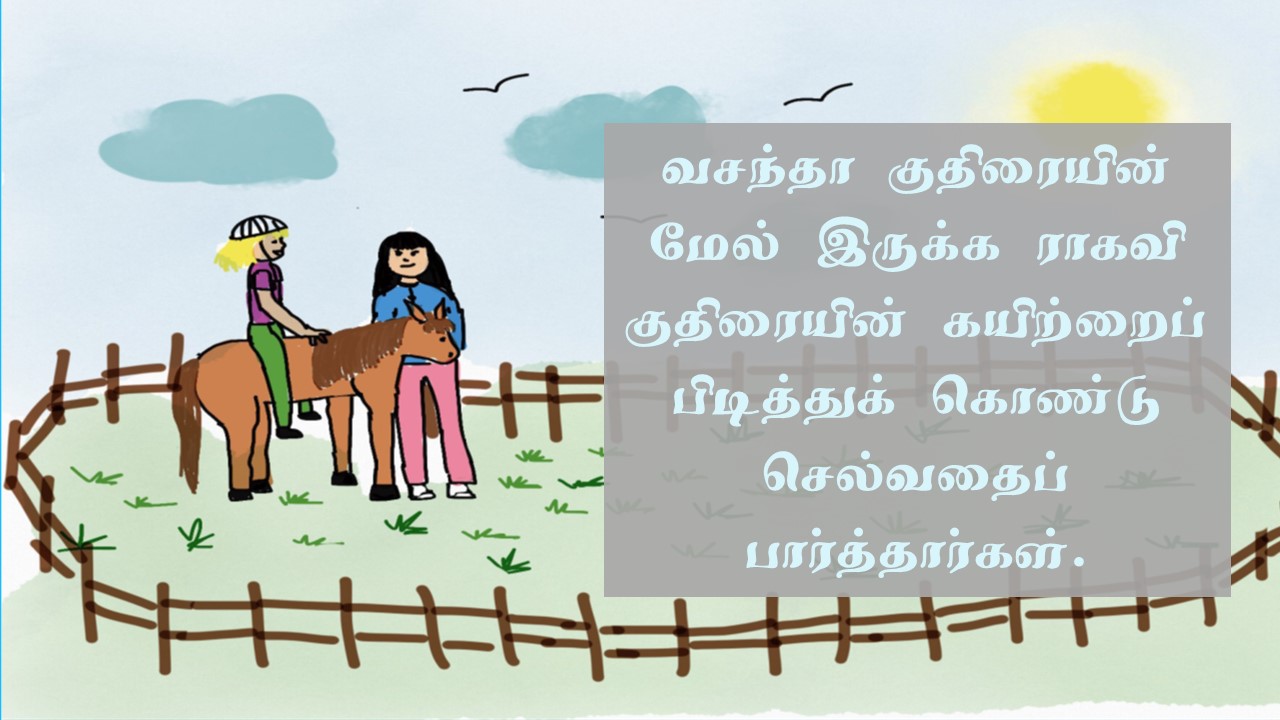 வசந்தா குதிரையின்
மேல் இருக்க ராகவி
குதிரையின் கயிற்றைப்
பிடித்துக் கொண்டு
செல்வதைப்
பார்த்தார்கள்.